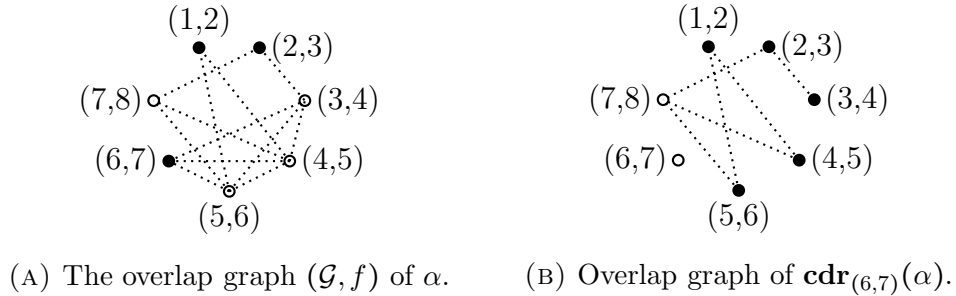 (1,2) (1,2)
(2,3) (2,3)
(7,8) (3,4) (7,8) (3,4)
(6,7) (4,5) (6,7) (4,5)
(5,6) (5,6)
(A) The overlap graph (𝒢, f) of α. (B) Overlap graph of cdr(6,7)(α).